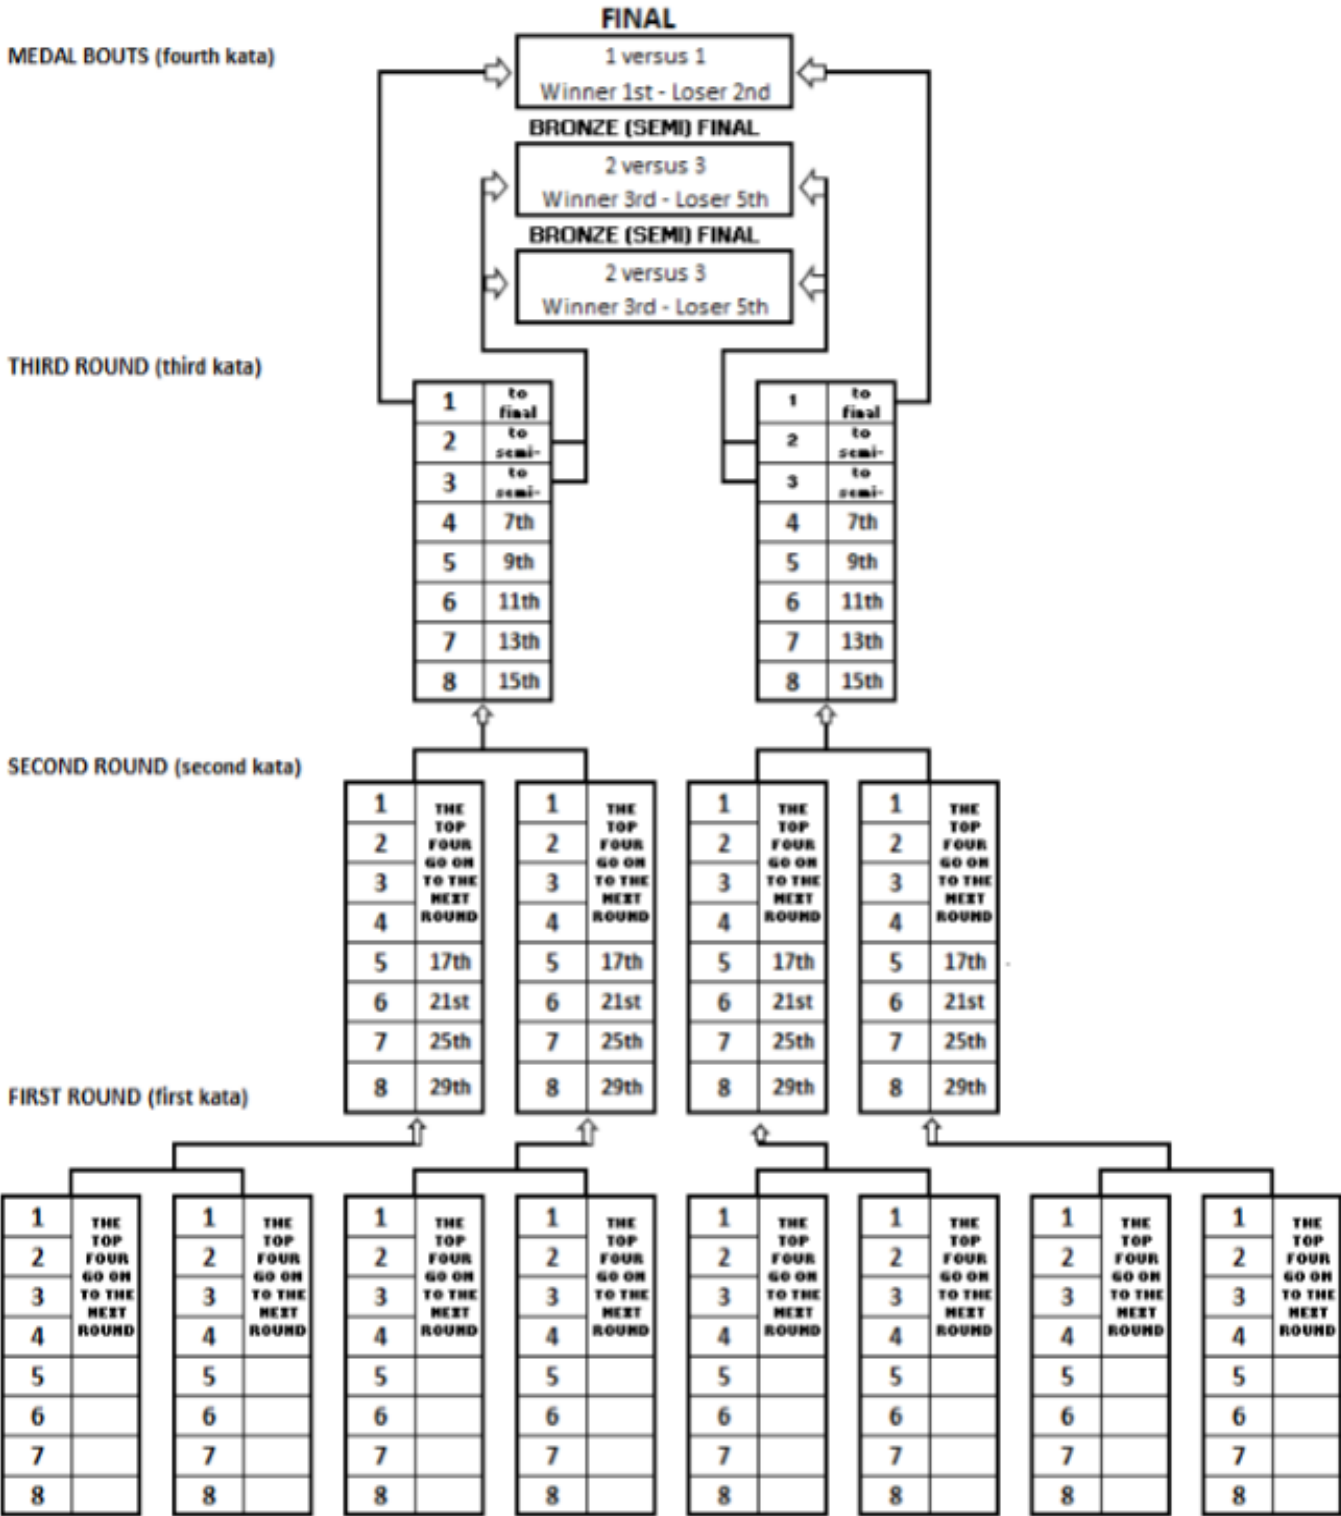 FINAL
MEDAL BOUTS (fourth kata)
1 versus 1
Winner 1st - Loser 2nd
BRONZE (SEMI) FINAL
2 versus 3
Winner 3rd - Loser 5th
BRONZE (SEMI) FINAL
2 versus 3
Winner 3rd - Loser 5th
THIRD ROUND (third kata)
1 to final 1 to final
2 to semi- 2 to semi-
3 to semi- 3 to semi-
4 7th 4 7th
5 9th 5 9th
6 11th 6 11th
7 13th 7 13th
8 15th 8 15th
SECOND ROUND (second kata)
1 1 1 1
THE THE THE THE
TOP TOP TOP TOP
2 FOUR 2 FOUR 2 FOUR 2 FOUR
GO ON GO ON GO ON GO ON
3 TO THE 3 TO THE 3 TO THE 3 TO THE
NEXT NEXT NEXT NEXT
4 ROUND 4 ROUND 4 ROUND 4 ROUND
5 17th 5 17th 5 17th 5 17th
6 21st 6 21st 6 21st 6 21st
7 25th 7 25th 7 25th 7 25th
8 29th 8 29th 8 29th 8 29th
FIRST ROUND (first kata)
1 THE 1 THE 1 THE 1 THE 1 THE 1 THE 1 THE 1 THE
TOP TOP TOP TOP TOP TOP TOP TOP
2 FOUR 2 FOUR 2 FOUR 2 FOUR 2 FOUR 2 FOUR 2 FOUR 2 FOUR
GO ON GO ON GO ON GO ON GO ON GO ON GO ON GO ON
3 TO THE 3 TO THE 3 TO THE 3 TO THE 3 TO THE 3 TO THE 3 TO THE 3 TO THE
NEXT NEXT NEXT NEXT NEXT NEXT NEXT NEXT
4 ROUND 4 ROUND 4 ROUND 4 ROUND 4 ROUND 4 ROUND 4 ROUND 4 ROUND
5 5 5 5 5 5 5 5
6 6 6 6 6 6 6 6
7 7 7 7 7 7 7 7
8 8 8 8 8 8 8 8